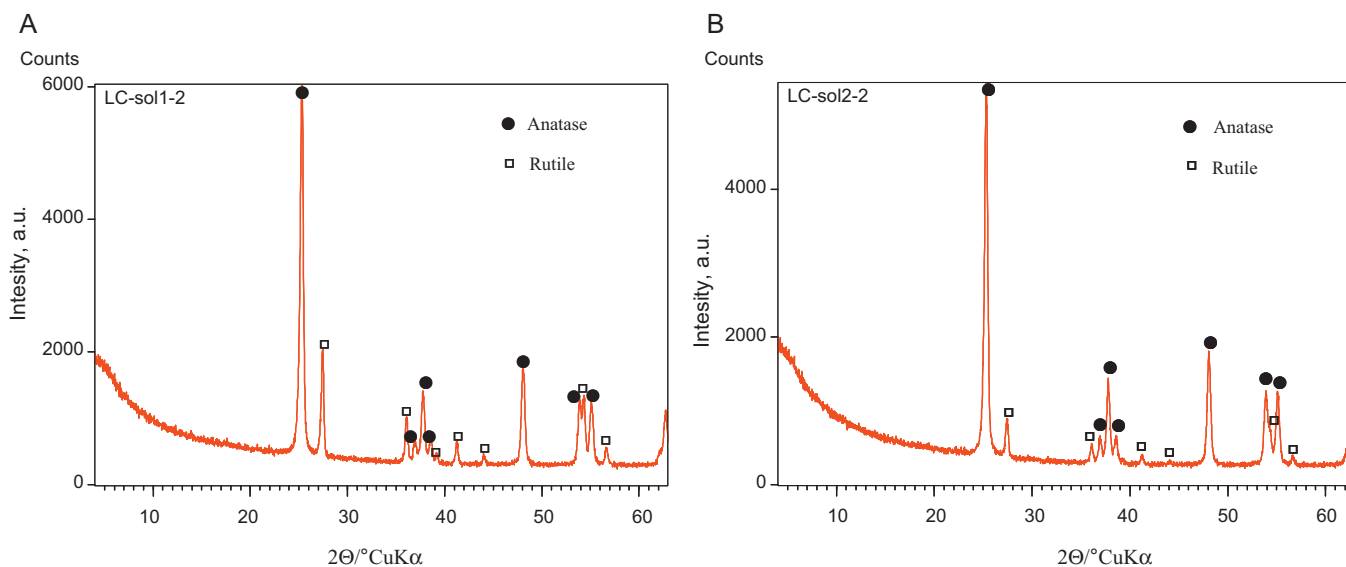 A
Counts
6000
LC-sol1-2
Anatase
Rutile
4000
2000
0
Intesity, a.u.
10
20
30
40
50
60
2Θ/°CuKα
B
Counts
LC-sol2-2
Anatase
Rutile
4000
2000
0
Intesity, a.u.
10
20
30
40
50
60
2Θ/°CuKα